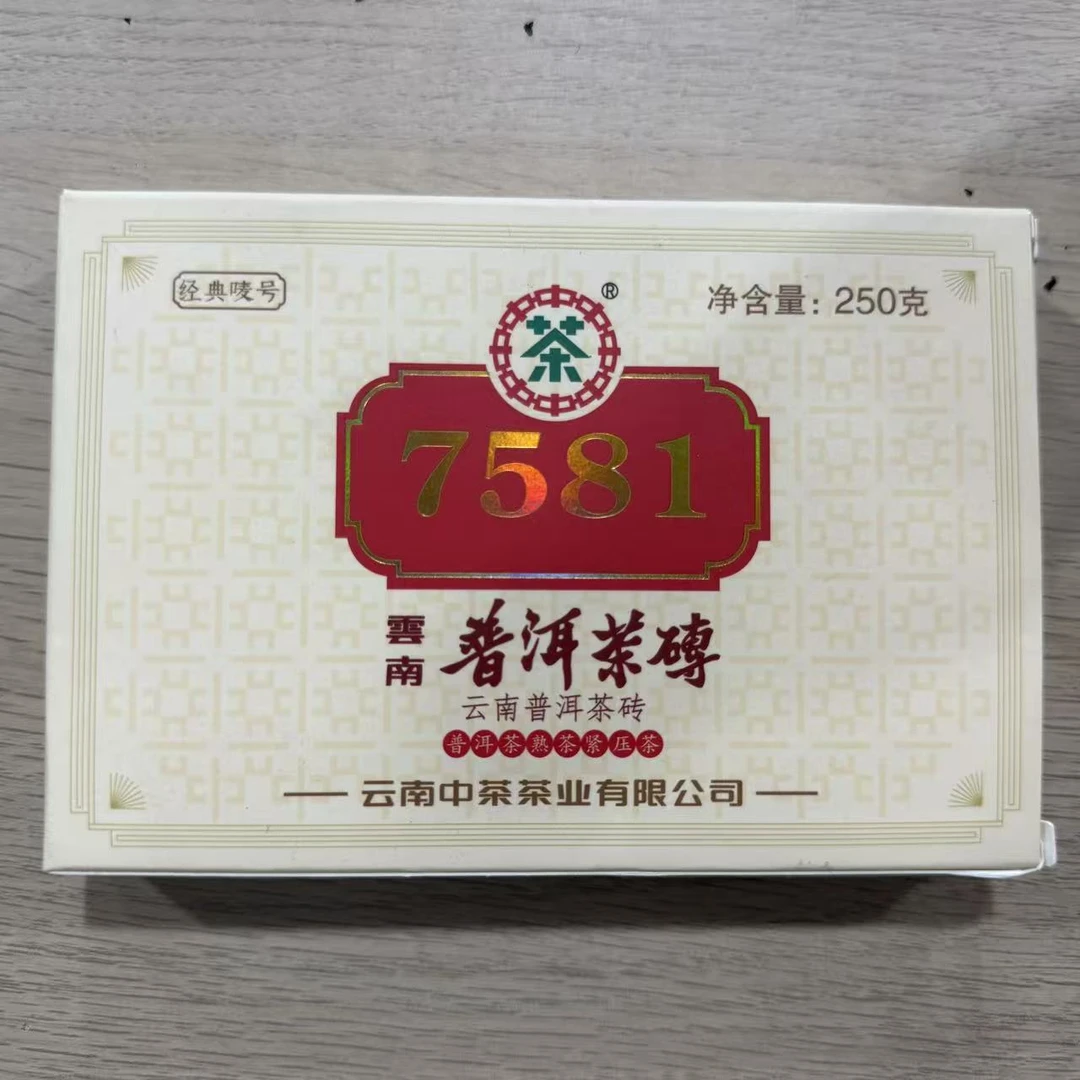 经典唛号
净含量：250克
茶®
7581
雲南
普洱茶磚
云南普洱茶砖
普洱茶熟茶紧压茶
云南中茶茶业有限公司